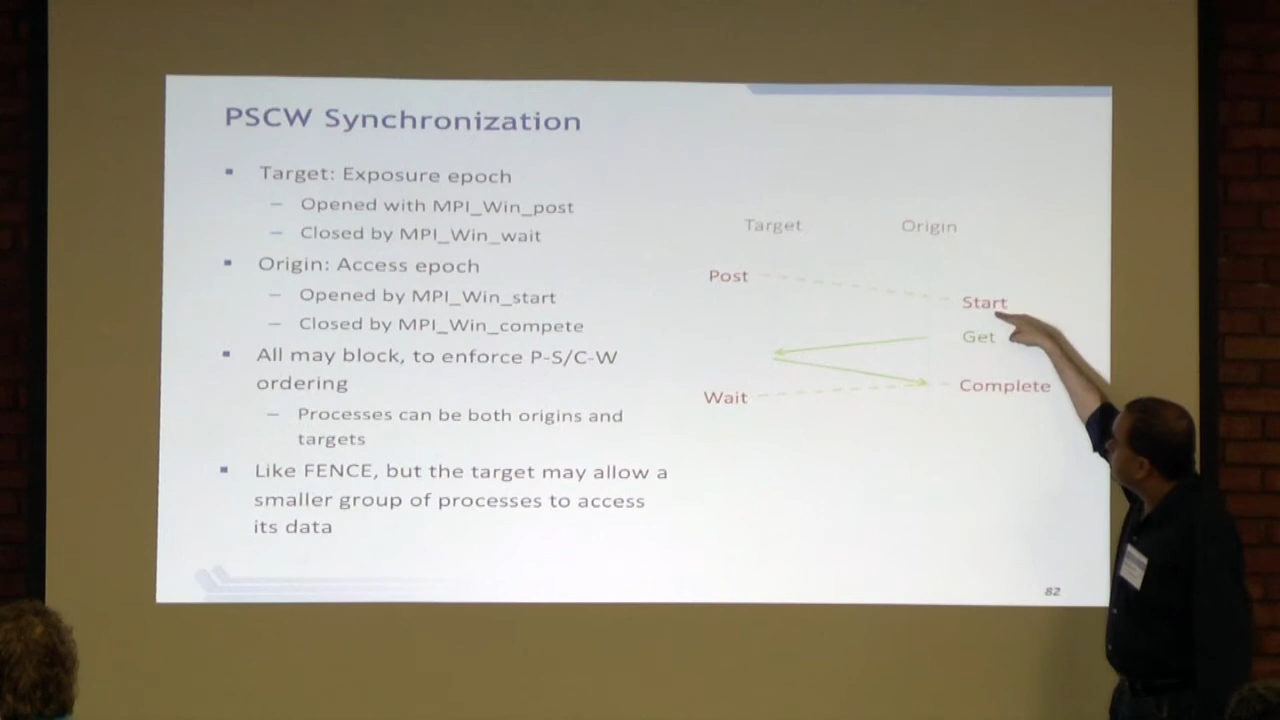 PSCW Synchronization
Target: Exposure epoch
– Opened with MPI_Win_post
– Closed by MPI_Win_wait
Origin: Access epoch
– Opened by MPI_Win_start
– Closed by MPI_Win_compete
All may block, to enforce P-S/C-W
ordering
– Processes can be both origins and
targets
Like FENCE, but the target may allow a
smaller group of processes to access
its data
Target Origin
Post
Start
Get
Complete
Wait
82